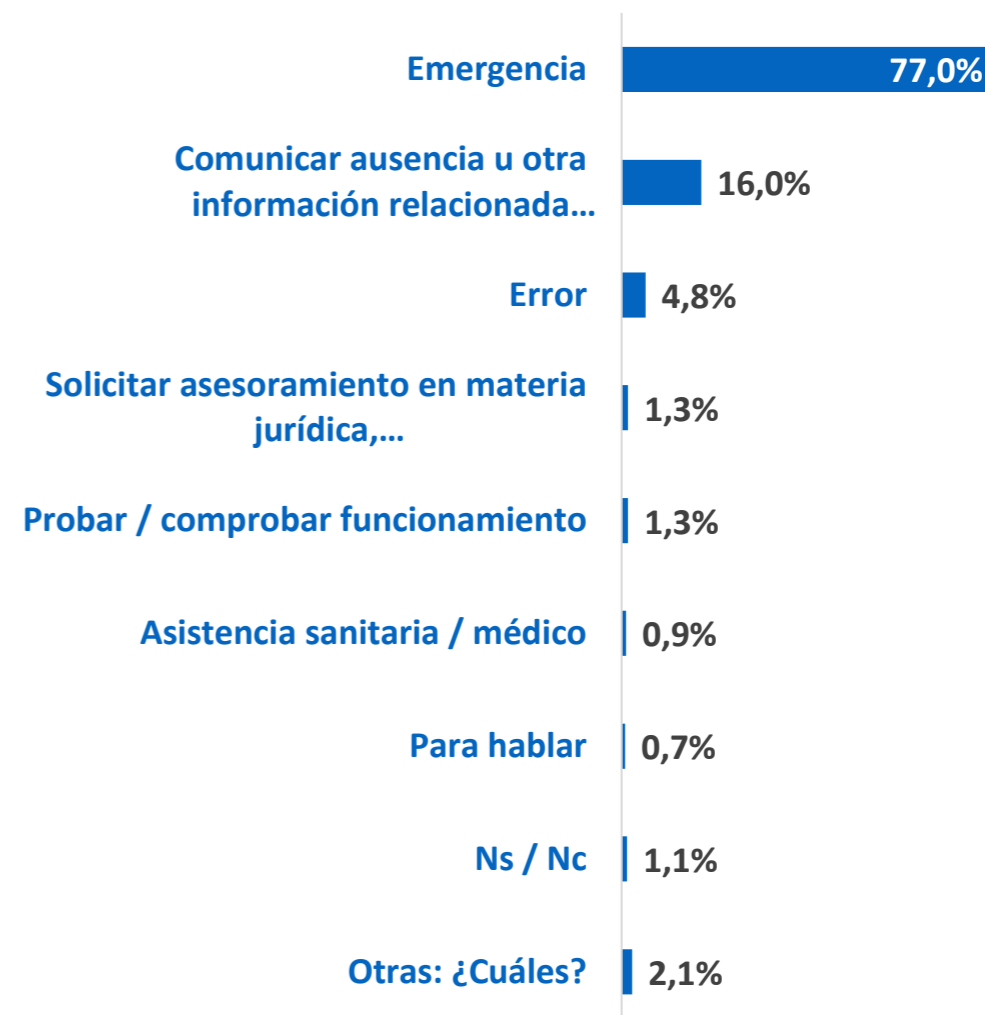 Emergencia
77,0%
Comunicar ausencia u otra
información relacionada...
16,0%
Error
4,8%
Solicitar asesoramiento en materia
jurídica,...
1,3%
Probar / comprobar funcionamiento
1,3%
Asistencia sanitaria / médico
0,9%
Para hablar
0,7%
Ns / Nc
1,1%
Otras: ¿Cuáles?
2,1%